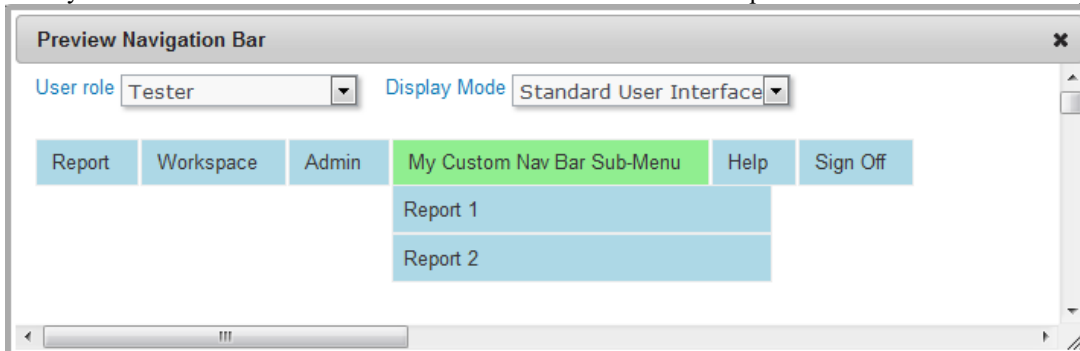 Preview Navigation Bar
User role Tester Display Mode Standard User Interface
Report Workspace Admin My Custom Nav Bar Sub-Menu Help Sign Off
Report 1
Report 2